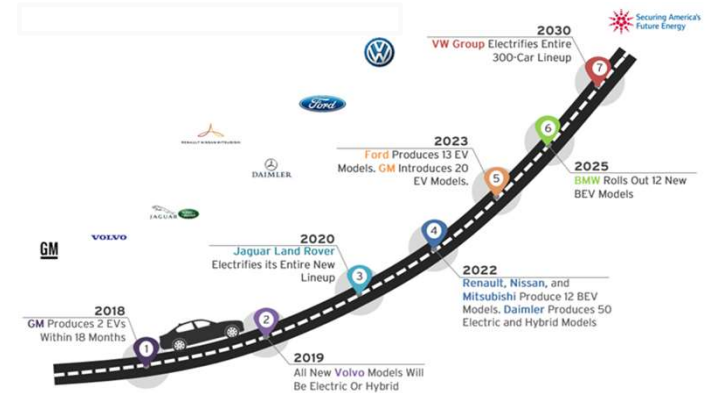 Securing America's
Future Energy
2030
VW Group Electrifies Entire
300-Car Lineup
7
Ford
6
RENAULT NISSAN MITSUBISHI
2023
Ford Produces 13 EV
Models. GM Introduces 20
EV Models.
5
2025
BMW Rolls Out 12 New
BEV Models
DAIMLER
JAGUAR
GM
VOLVO
4
2020
Jaguar Land Rover
Electrifies its Entire New
Lineup
3
2022
Renault, Nissan, and
Mitsubishi Produce 12 BEV
Models. Daimler Produces 50
Electric and Hybrid Models
2018
GM Produces 2 EVs
Within 18 Months
1
2
2019
All New Volvo Models Will
Be Electric Or Hybrid